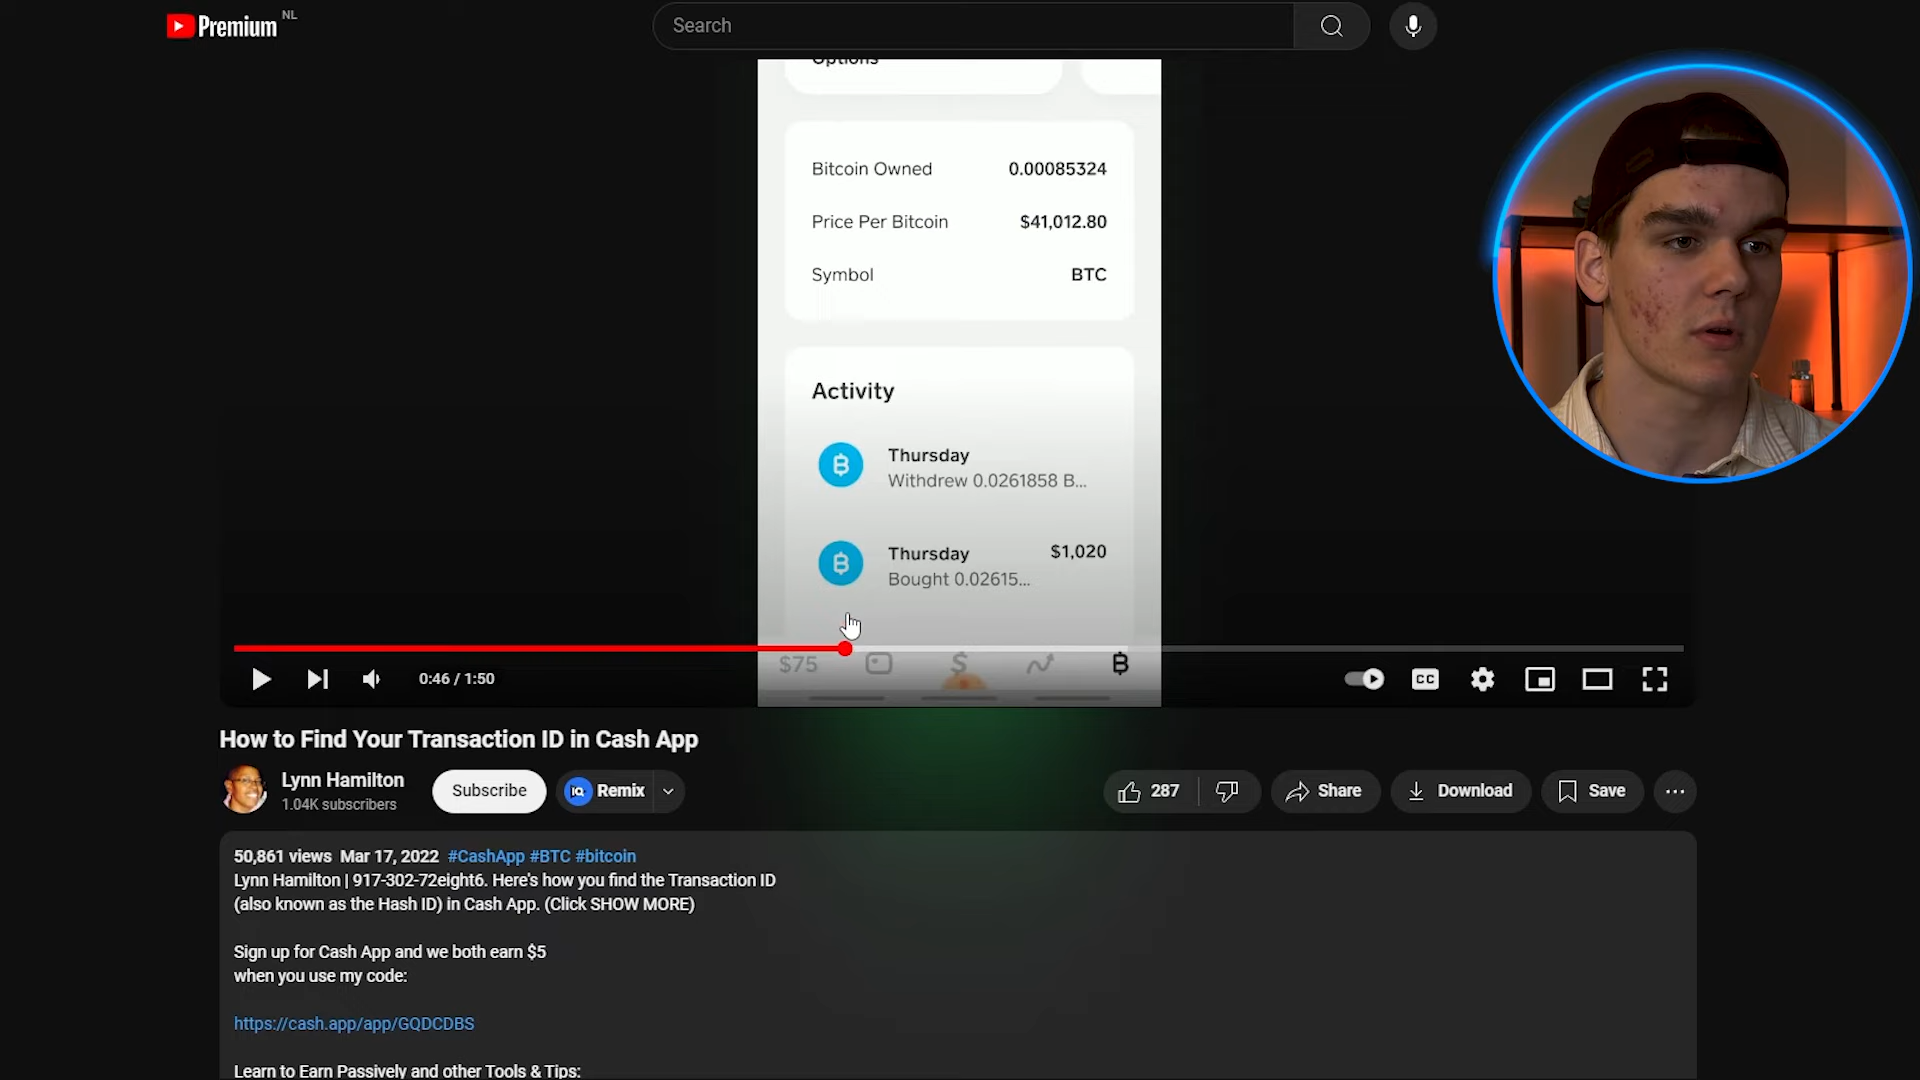 Premium NL
Search
Options
Bitcoin Owned 0.00085324
Price Per Bitcoin $41,012.80
Symbol BTC
Activity
Thursday
Withdrew 0.0261858 B...
Thursday $1,020
Bought 0.02615...
$75
0:46 / 1:50
CC
How to Find Your Transaction ID in Cash App
Lynn Hamilton
1.04K subscribers
Subscribe
IQ Remix
287
Share
Download
Save
50,861 views Mar 17, 2022 #CashApp #BTC #bitcoin
Lynn Hamilton | 917-302-72eight6. Here's how you find the Transaction ID
(also known as the Hash ID) in Cash App. (Click SHOW MORE)
Sign up for Cash App and we both earn $5
when you use my code:
https://cash.app/app/GQDCDBS
Learn to Earn Passively and other Tools & Tips: